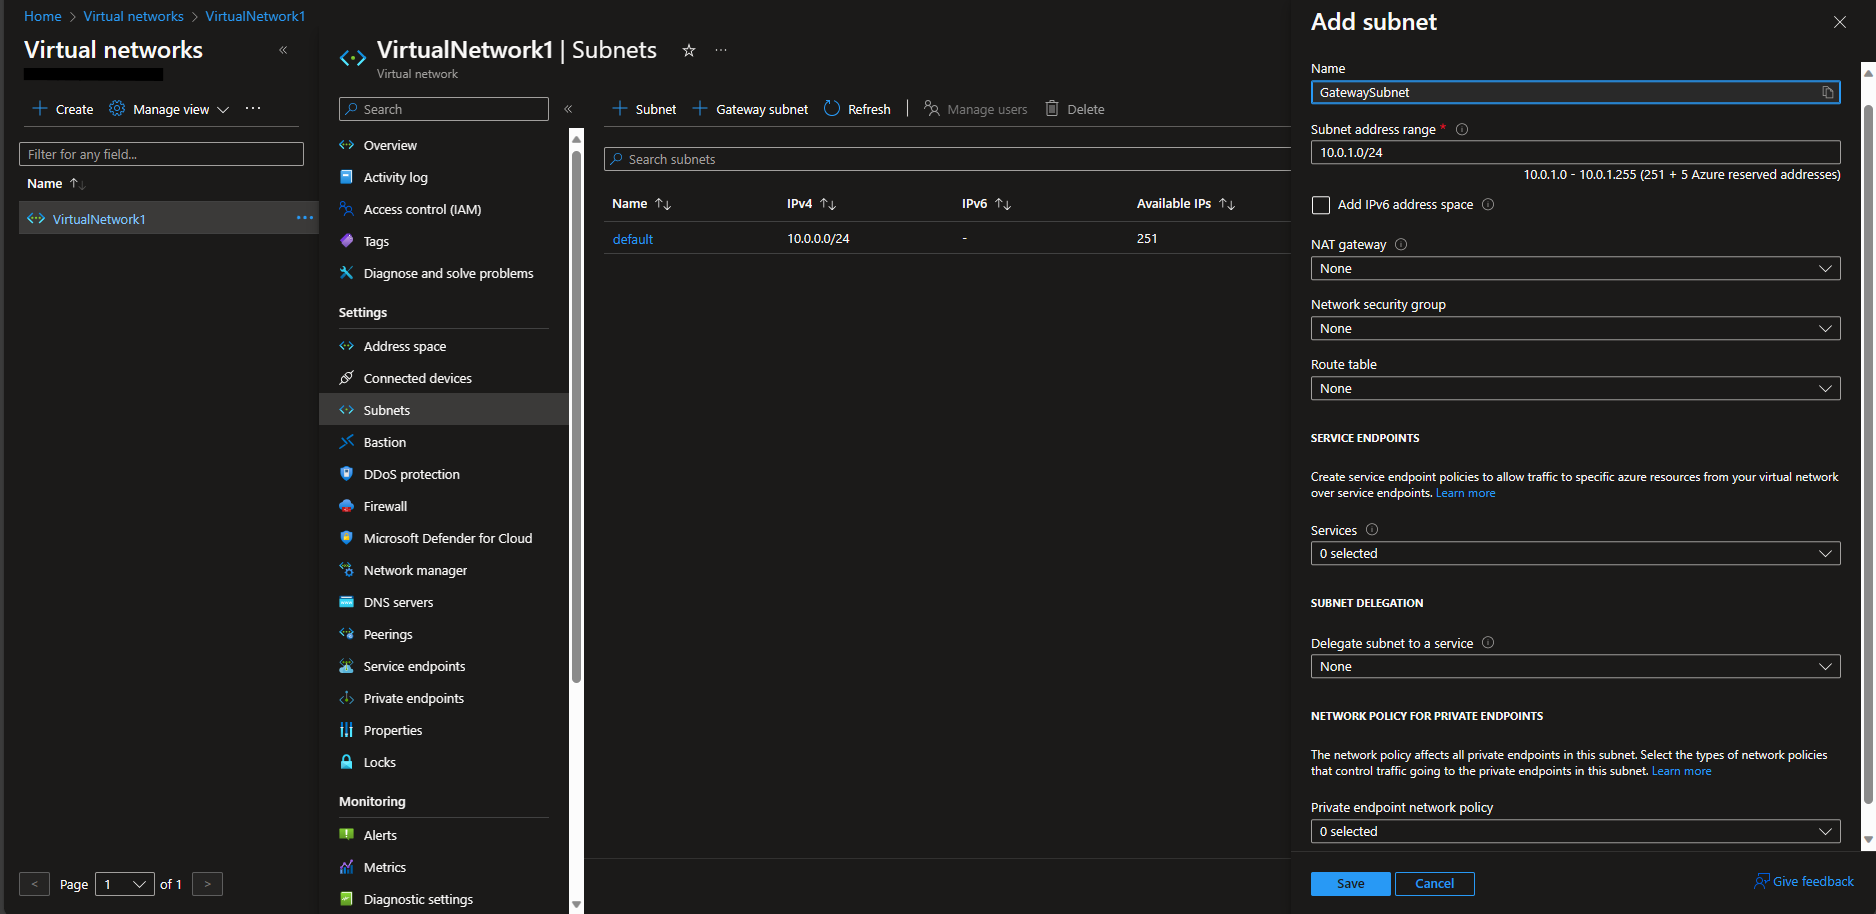 Home > Virtual networks > VirtualNetwork1
Virtual networks
«
Create
Manage view
...
Filter for any field...
Name ↑↓
VirtualNetwork1
...
< Page 1 of 1 >
VirtualNetwork1 | Subnets
...
Virtual network
Search
«
Overview
Activity log
Access control (IAM)
Tags
Diagnose and solve problems
Settings
Address space
Connected devices
Subnets
Bastion
DDoS protection
Firewall
Microsoft Defender for Cloud
Network manager
DNS servers
Peerings
Service endpoints
Private endpoints
Properties
Locks
Monitoring
Alerts
Metrics
Diagnostic settings
+ Subnet + Gateway subnet Refresh | Manage users Delete
Search subnets
Name ↑↓ IPv4 ↑↓ IPv6 ↑↓ Available IPs ↑↓
default 10.0.0.0/24 - 251
Add subnet
Name
GatewaySubnet
Subnet address range *
10.0.1.0/24
10.0.1.0 - 10.0.1.255 (251 + 5 Azure reserved addresses)
Add IPv6 address space
NAT gateway
None
Network security group
None
Route table
None
SERVICE ENDPOINTS
Create service endpoint policies to allow traffic to specific azure resources from your virtual network
over service endpoints. Learn more
Services
0 selected
SUBNET DELEGATION
Delegate subnet to a service
None
NETWORK POLICY FOR PRIVATE ENDPOINTS
The network policy affects all private endpoints in this subnet. Select the types of network policies
that control traffic going to the private endpoints in this subnet. Learn more
Private endpoint network policy
0 selected
Save
Cancel
Give feedback